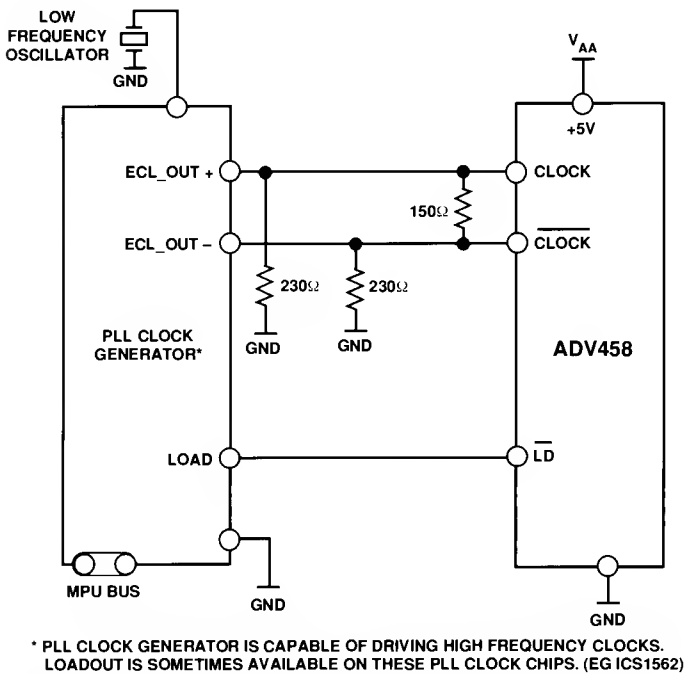 LOW
FREQUENCY
OSCILLATOR
GND
VAA
+5V
ECL_OUT +
CLOCK
150Ω
ECL_OUT –
CLOCK
230Ω
230Ω
GND
GND
PLL CLOCK
GENERATOR*
ADV458
LOAD
LD
MPU BUS
GND
GND
* PLL CLOCK GENERATOR IS CAPABLE OF DRIVING HIGH FREQUENCY CLOCKS.
LOADOUT IS SOMETIMES AVAILABLE ON THESE PLL CLOCK CHIPS. (EG ICS1562)